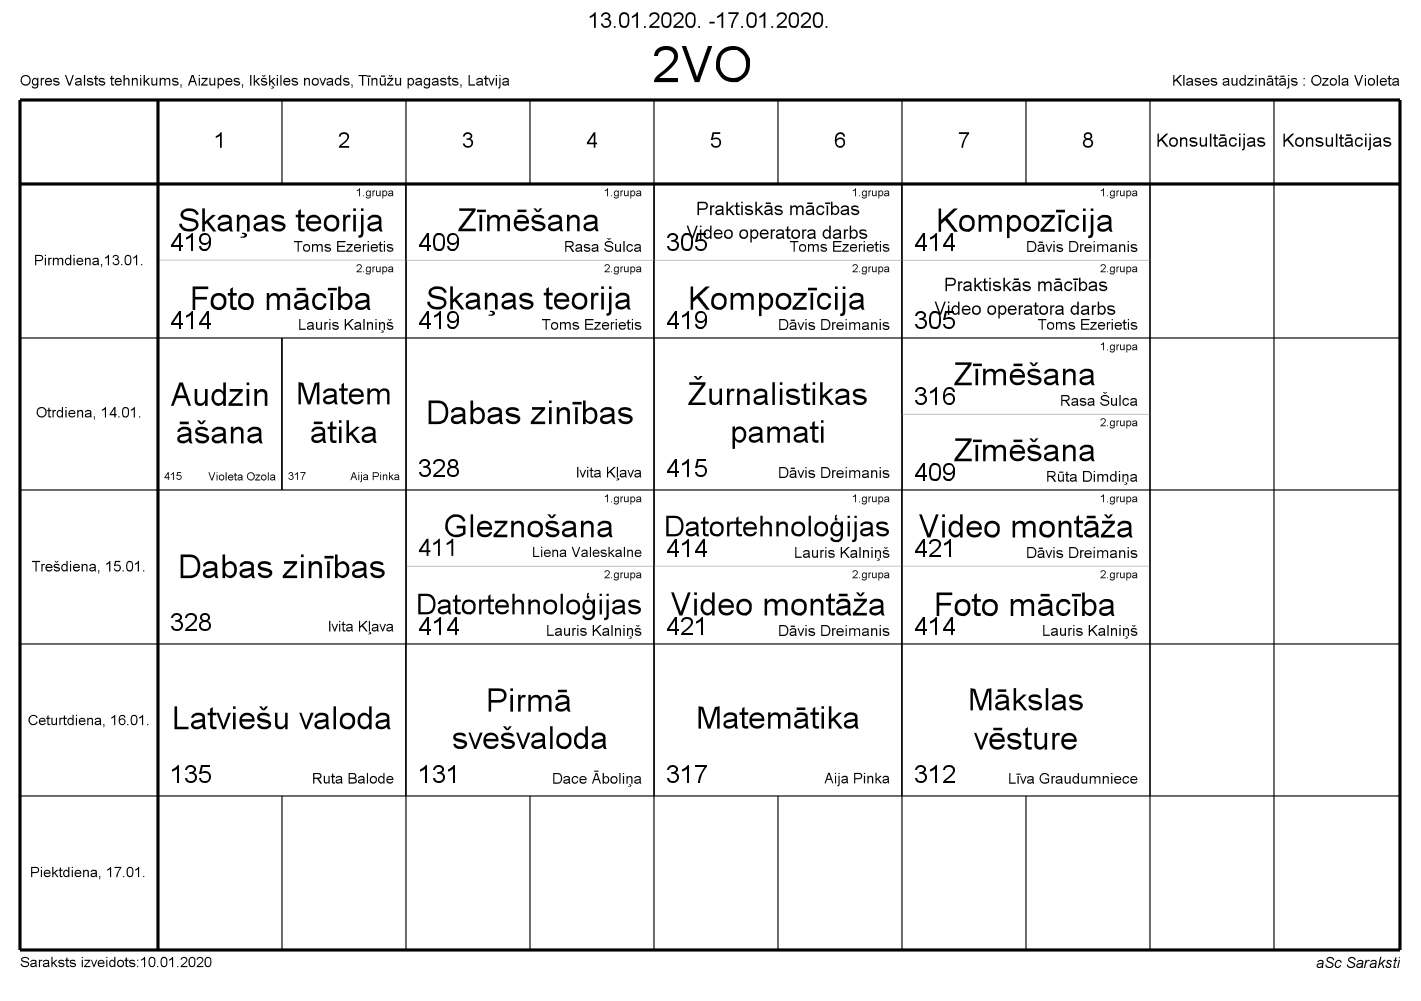 13.01.2020. -17.01.2020.
2VO
Ogres Valsts tehnikums, Aizupes, Ikšķiles novads, Tīnūžu pagasts, Latvija
Klases audzinātājs : Ozola Violeta
1
2
3
4
5
6
7
8
Konsultācijas
Konsultācijas
Pirmdiena,13.01.
1.grupa
Skaņas teorija
419
Toms Ezerietis
2.grupa
Foto mācība
414
Lauris Kalniņš
1.grupa
Zīmēšana
409
Rasa Šulca
2.grupa
Skaņas teorija
419
Toms Ezerietis
1.grupa
Praktiskās mācības
Video operatora darbs
305
Toms Ezerietis
2.grupa
Kompozīcija
419
Dāvis Dreimanis
1.grupa
Kompozīcija
414
Dāvis Dreimanis
2.grupa
Praktiskās mācības
Video operatora darbs
305
Toms Ezerietis
Otrdiena, 14.01.
Audzin
āšana
415
Violeta Ozola
Matem
ātika
317
Aija Pinka
Dabas zinības
328
Ivita Kļava
Žurnalistikas
pamati
415
Dāvis Dreimanis
1.grupa
Zīmēšana
316
Rasa Šulca
2.grupa
Zīmēšana
409
Rūta Dimdiņa
Trešdiena, 15.01.
Dabas zinības
328
Ivita Kļava
1.grupa
Gleznošana
411
Liena Valeskalne
2.grupa
Datortehnoloģijas
414
Lauris Kalniņš
1.grupa
Datortehnoloģijas
414
Lauris Kalniņš
2.grupa
Video montāža
421
Dāvis Dreimanis
1.grupa
Video montāža
421
Dāvis Dreimanis
2.grupa
Foto mācība
414
Lauris Kalniņš
Ceturtdiena, 16.01.
Latviešu valoda
135
Ruta Balode
Pirmā
svešvaloda
131
Dace Āboliņa
Matemātika
317
Aija Pinka
Mākslas
vēsture
312
Līva Graudumniece
Piektdiena, 17.01.
Saraksts izveidots:10.01.2020
aSc Saraksti